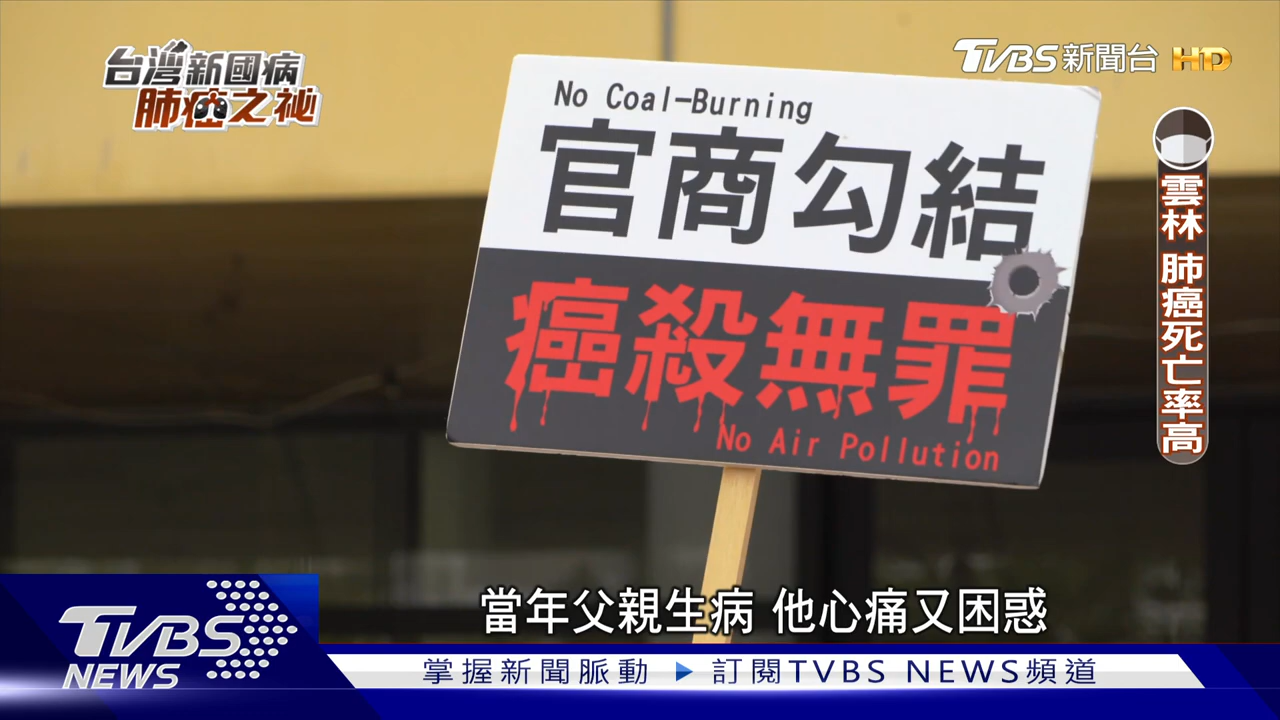 台灣新國病
肺癌之祕
TVBS新聞台 HD
雲林 肺癌死亡率高
No Coal-Burning
官商勾結
癌殺無罪
No Air Pollution
當年父親生病 他心痛又困惑
TVBS
NEWS
掌握新聞脈動 ▶ 訂閱TVBS NEWS頻道